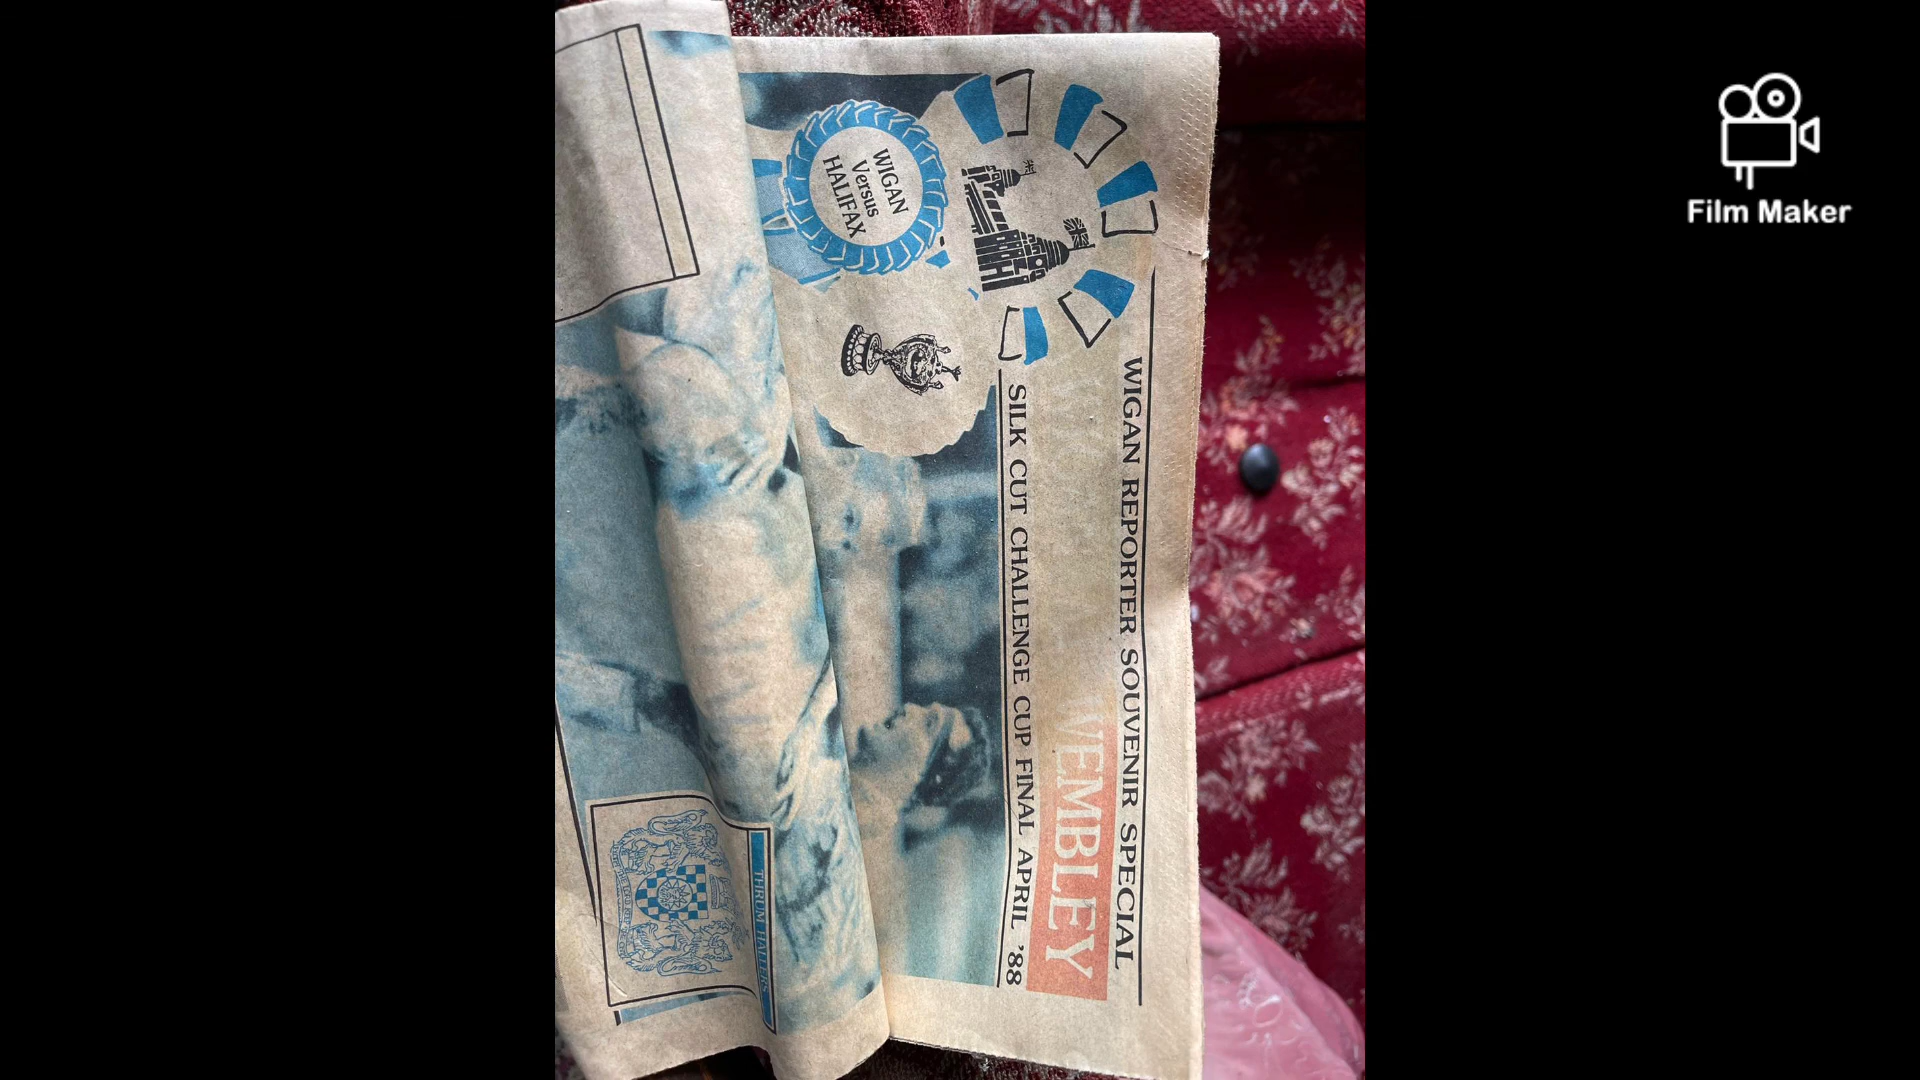 WIGAN REPORTER SOUVENIR SPECIAL
WEMBLEY
SILK CUT CHALLENGE CUP FINAL APRIL '88
WIGAN
Versus
HALIFAX
THRUM HALLERS
Film Maker